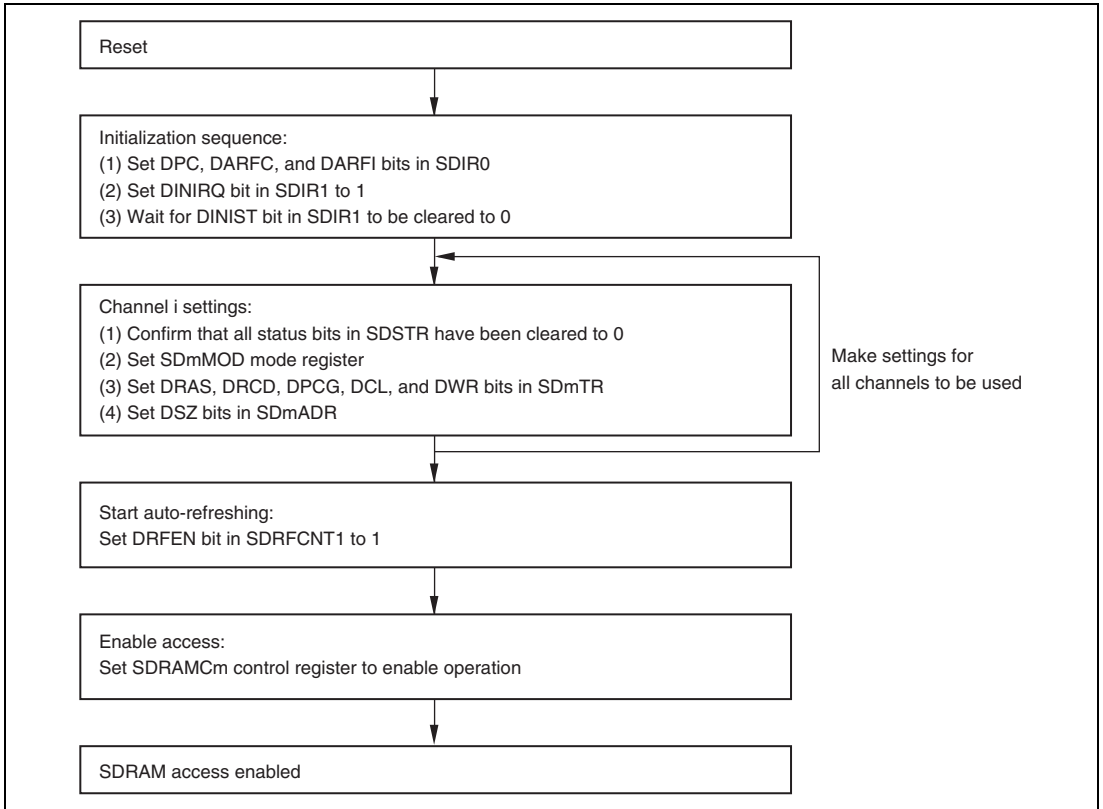 Reset
Initialization sequence:
(1) Set DPC, DARFC, and DARFI bits in SDIR0
(2) Set DINIRQ bit in SDIR1 to 1
(3) Wait for DINIST bit in SDIR1 to be cleared to 0
Channel i settings:
(1) Confirm that all status bits in SDSTR have been cleared to 0
(2) Set SDmMOD mode register
(3) Set DRAS, DRCD, DPCG, DCL, and DWR bits in SDmTR
(4) Set DSZ bits in SDmADR
Make settings for
all channels to be used
Start auto-refreshing:
Set DRFEN bit in SDRFCNT1 to 1
Enable access:
Set SDRAMCm control register to enable operation
SDRAM access enabled